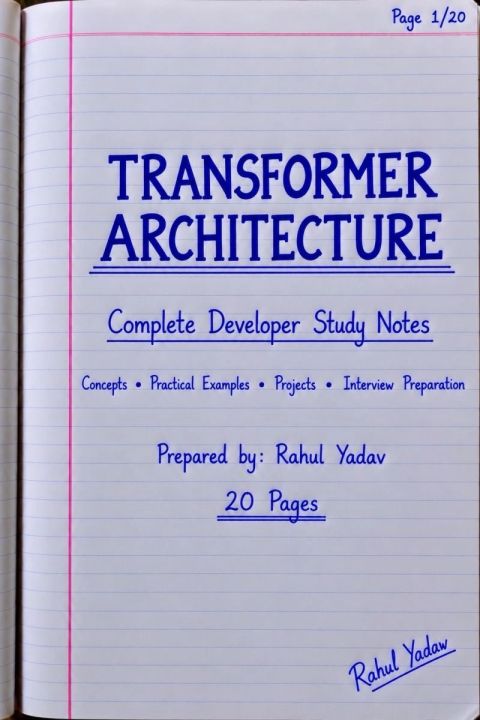 Page 1/20
TRANSFORMER
ARCHITECTURE
Complete Developer Study Notes
Concepts • Practical Examples • Projects • Interview Preparation
Prepared by: Rahul Yadav
20 Pages
Rahul Yadaw